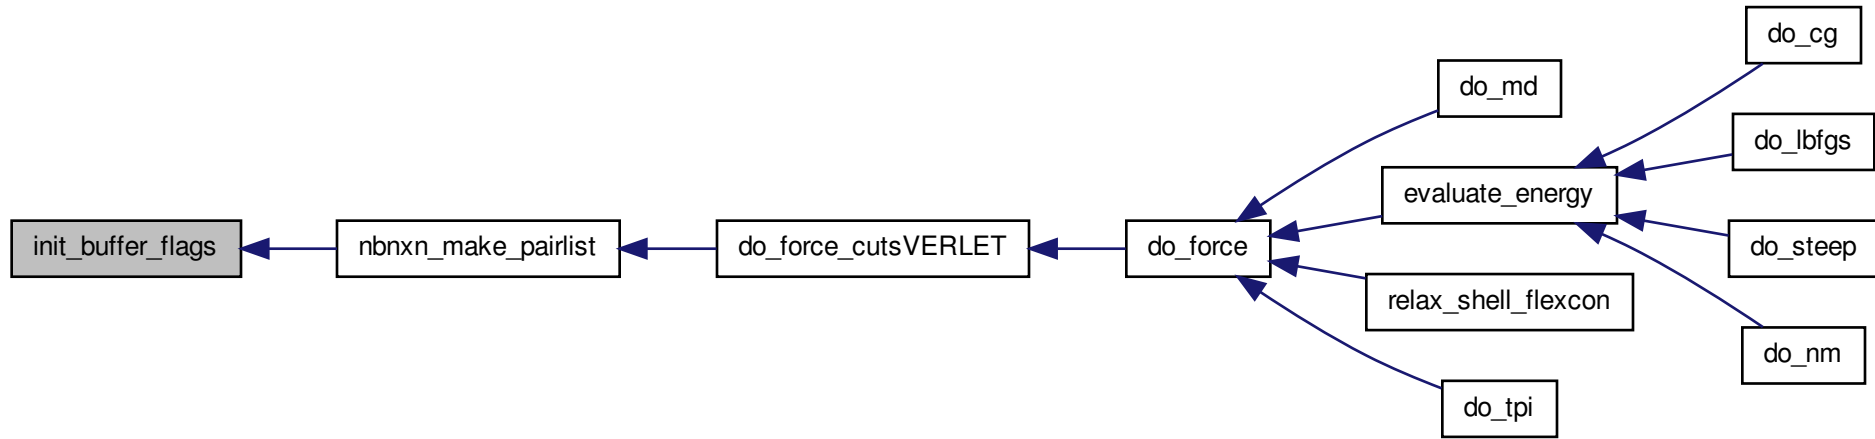 init_buffer_flags
nbnxn_make_pairlist
do_force_cutsVERLET
do_force
do_md
evaluate_energy
relax_shell_flexcon
do_tpi
do_cg
do_lbfgs
do_steep
do_nm